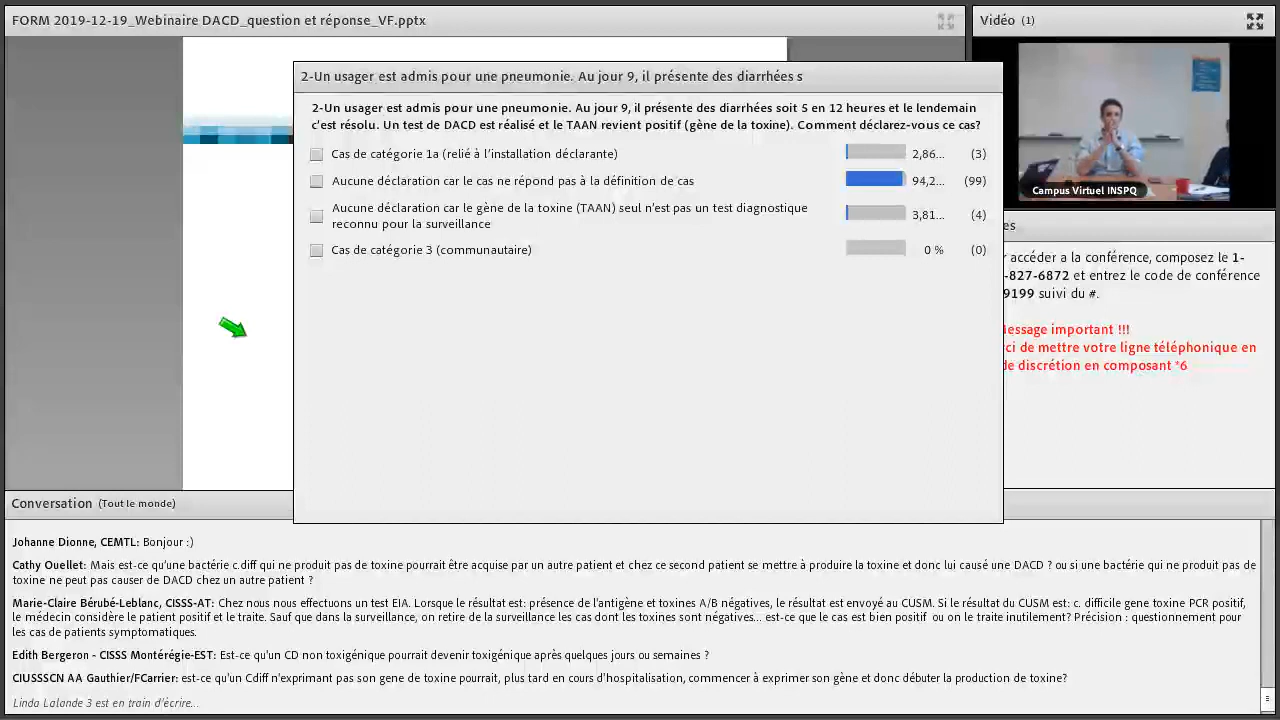 FORM 2019-12-19_Webinaire DACD_question et réponse_VF.pptx
Vidéo (1)
2-Un usager est admis pour une pneumonie. Au jour 9, il présente des diarrhées s
2-Un usager est admis pour une pneumonie. Au jour 9, il présente des diarrhées soit 5 en 12 heures et le lendemain
c'est résolu. Un test de DACD est réalisé et le TAAN revient positif (gène de la toxine). Comment déclarez-vous ce cas?
Cas de catégorie 1a (relié à l'installation déclarante) 2,86... (3)
Aucune déclaration car le cas ne répond pas à la définition de cas 94,2... (99)
Aucune déclaration car le gène de la toxine (TAAN) seul n'est pas un test diagnostique
reconnu pour la surveillance 3,81... (4)
Cas de catégorie 3 (communautaire) 0 % (0)
Campus Virtuel INSPQ
es
r accéder a la conférence, composez le 1-
-827-6872 et entrez le code de conférence
9199 suivi du #.
essage important !!!
ci de mettre votre ligne téléphonique en
de discrétion en composant *6
Conversation (Tout le monde)
Johanne Dionne, CEMTL: Bonjour :)
Cathy Ouellet: Mais est-ce qu'une bactérie c.diff qui ne produit pas de toxine pourrait être acquise par un autre patient et chez ce second patient se mettre à produire la toxine et donc lui causé une DACD ? ou si une bactérie qui ne produit pas de
toxine ne peut pas causer de DACD chez un autre patient ?
Marie-Claire Bérubé-Leblanc, CISSS-AT: Chez nous nous effectuons un test EIA. Lorsque le résultat est: présence de l'antigène et toxines A/B négatives, le résultat est envoyé au CUSM. Si le résultat du CUSM est: c. difficile gene toxine PCR positif,
le médecin considère le patient positif et le traite. Sauf que dans la surveillance, on retire de la surveillance les cas dont les toxines sont négatives... est-ce que le cas est bien positif ou on le traite inutilement? Précision : questionnement pour
les cas de patients symptomatiques.
Edith Bergeron - CISSS Montérégie-EST: Est-ce qu'un CD non toxigénique pourrait devenir toxigénique après quelques jours ou semaines ?
CIUSSSCN AA Gauthier/FCarrier: est-ce qu'un Cdiff n'exprimant pas son gene de toxine pourrait, plus tard en cours d'hospitalisation, commencer à exprimer son gène et donc débuter la production de toxine?
Linda Lalande 3 est en train d'écrire...